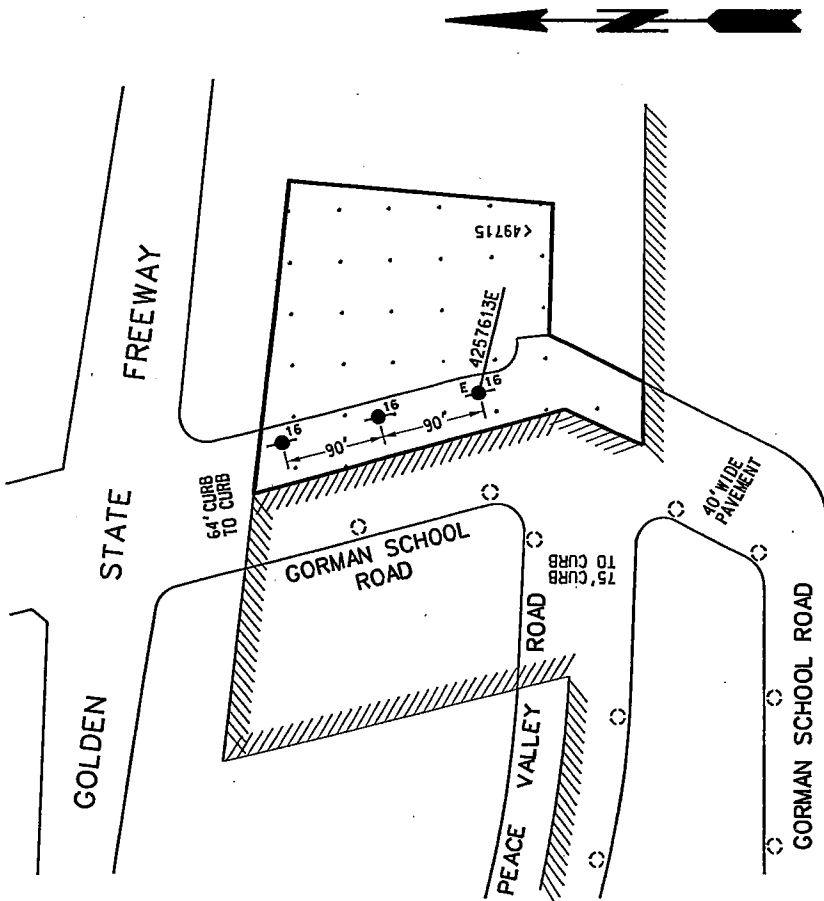 N
GOLDEN
STATE
FREEWAY
64' CURB
TO CURB
16
90'
16
90'
E 16
4257613E
<49715
GORMAN SCHOOL
ROAD
75' CURB
TO CURB
40' WIDE
PAVEMENT
PEACE VALLEY ROAD
GORMAN SCHOOL ROAD